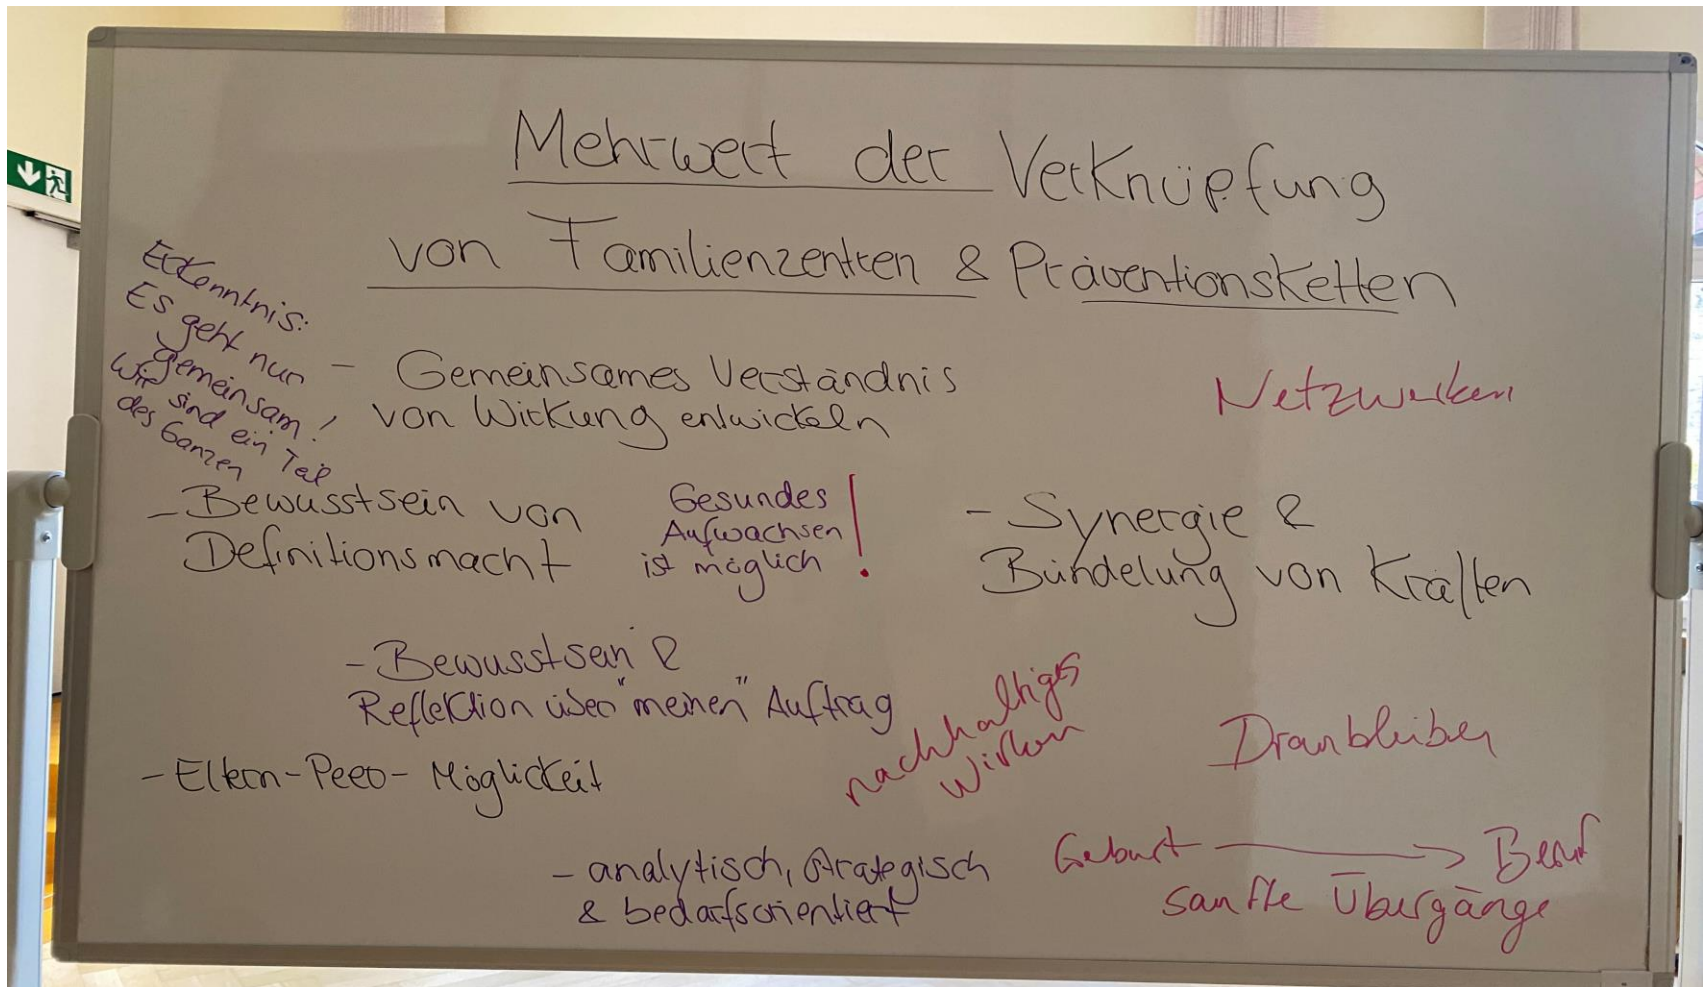 Mehrwert der Verknüpfung
von Familienzentren & Präventionsketten
Erkenntnis:
Es geht nur
gemeinsam!
Wir sind ein Teil
des Ganzen
- Gemeinsames Verständnis
von Wirkung entwickeln
Netzwerken
- Bewusstsein von
Definitionsmacht
Gesundes
Aufwachsen
ist möglich !
- Synergie &
Bündelung von Kräften
- Bewusstsein &
Reflektion über "meinen" Auftrag
nachhaltiges
Wirken
Dranbleiben
- Eltern-Peer-Möglickeit
- analytisch, strategisch
& bedarfsorientiert
Geburt → Beruf
sanfte Übergänge